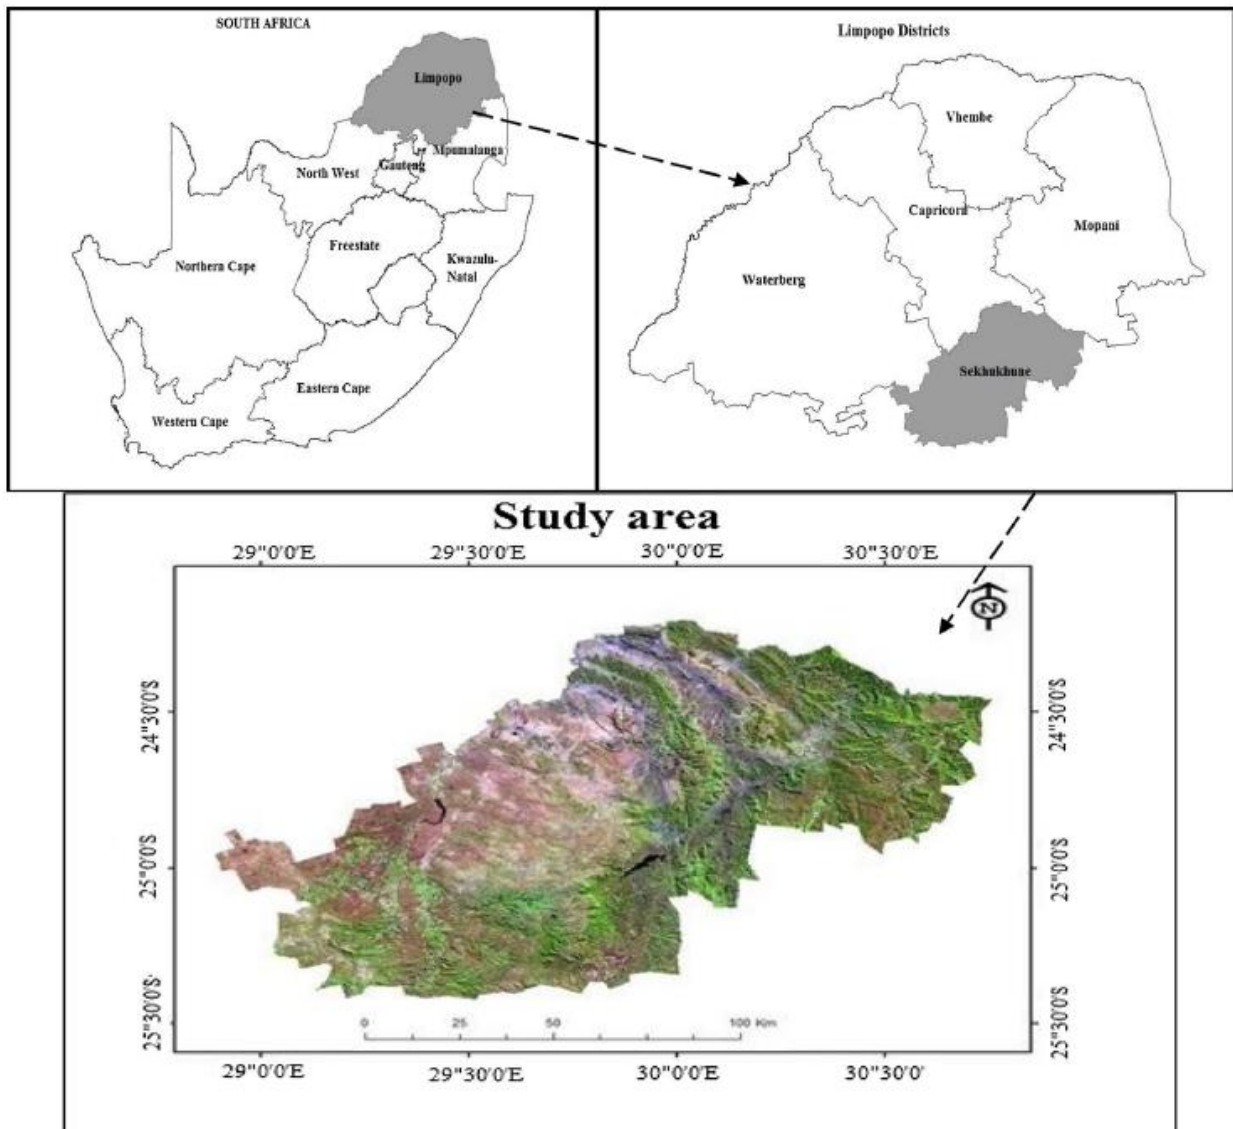 SOUTH AFRICA
Limpopo
Mpumalanga
Gauteng
North West
Freestate
Kwazulu-
Natal
Northern Cape
Eastern Cape
Western Cape
Limpopo Districts
Vhembe
Capricorn
Mopani
Waterberg
Sekhukhune
Study area
29°0'0'E
29"30'0'E
30"0'0'E
30"30'0'E
N
24"30'0'S
24"30'0'S
25"0'0'S
25"0'0'S
25"30'0'S
25"30'0'S
0 25 50 100 Km
29"0'0'E
29"30'0'E
30"0'0'E
30"30'0'